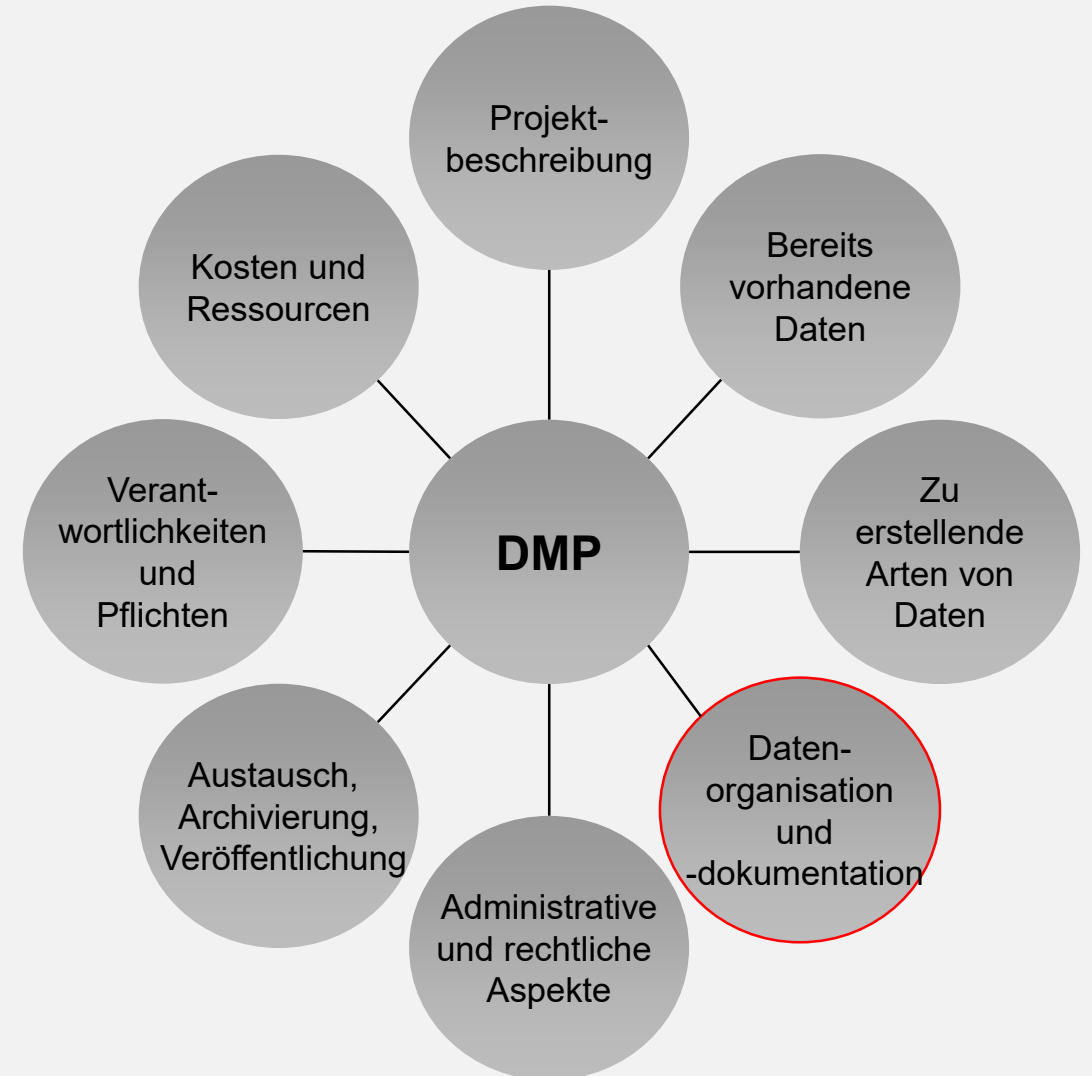 Projekt-
beschreibung
Bereits
vorhandene
Daten
Zu
erstellende
Arten von
Daten
Daten-
organisation
und
-dokumentation
Administrative
und rechtliche
Aspekte
Austausch,
Archivierung,
Veröffentlichung
Verant-
wortlichkeiten
und
Pflichten
Kosten und
Ressourcen
DMP